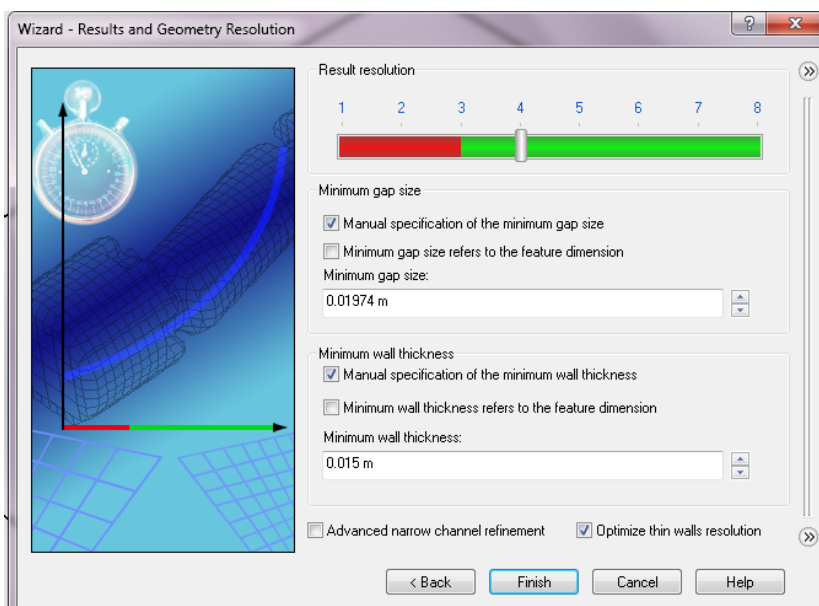 Wizard - Results and Geometry Resolution
Result resolution
1 2 3 4 5 6 7 8
Minimum gap size
Manual specification of the minimum gap size
Minimum gap size refers to the feature dimension
Minimum gap size:
0.01974 m
Minimum wall thickness
Manual specification of the minimum wall thickness
Minimum wall thickness refers to the feature dimension
Minimum wall thickness:
0.015 m
Advanced narrow channel refinement Optimize thin walls resolution
< Back Finish Cancel Help